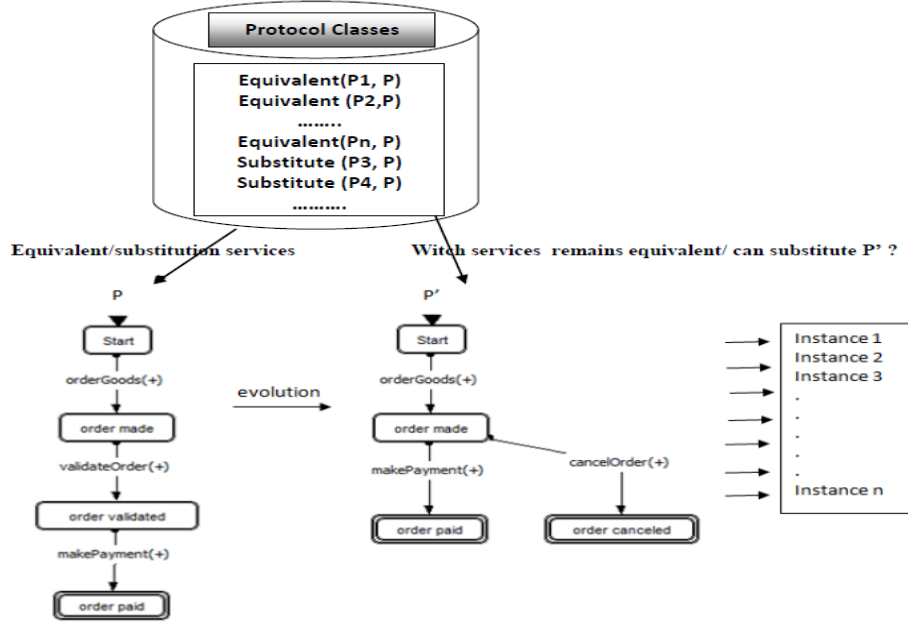 Protocol Classes
Equivalent(P1, P)
Equivalent (P2,P)
……..
Equivalent(Pn, P)
Substitute (P3, P)
Substitute (P4, P)
……….
Equivalent/substitution services
Witch services remains equivalent/ can substitute P’ ?
P
Start
orderGoods(+)
order made
validateOrder(+)
order validated
makePayment(+)
order paid
evolution
P’
Start
orderGoods(+)
order made
makePayment(+)
cancelOrder(+)
order paid
order canceled
Instance 1
Instance 2
Instance 3
.
.
.
.
.
Instance n